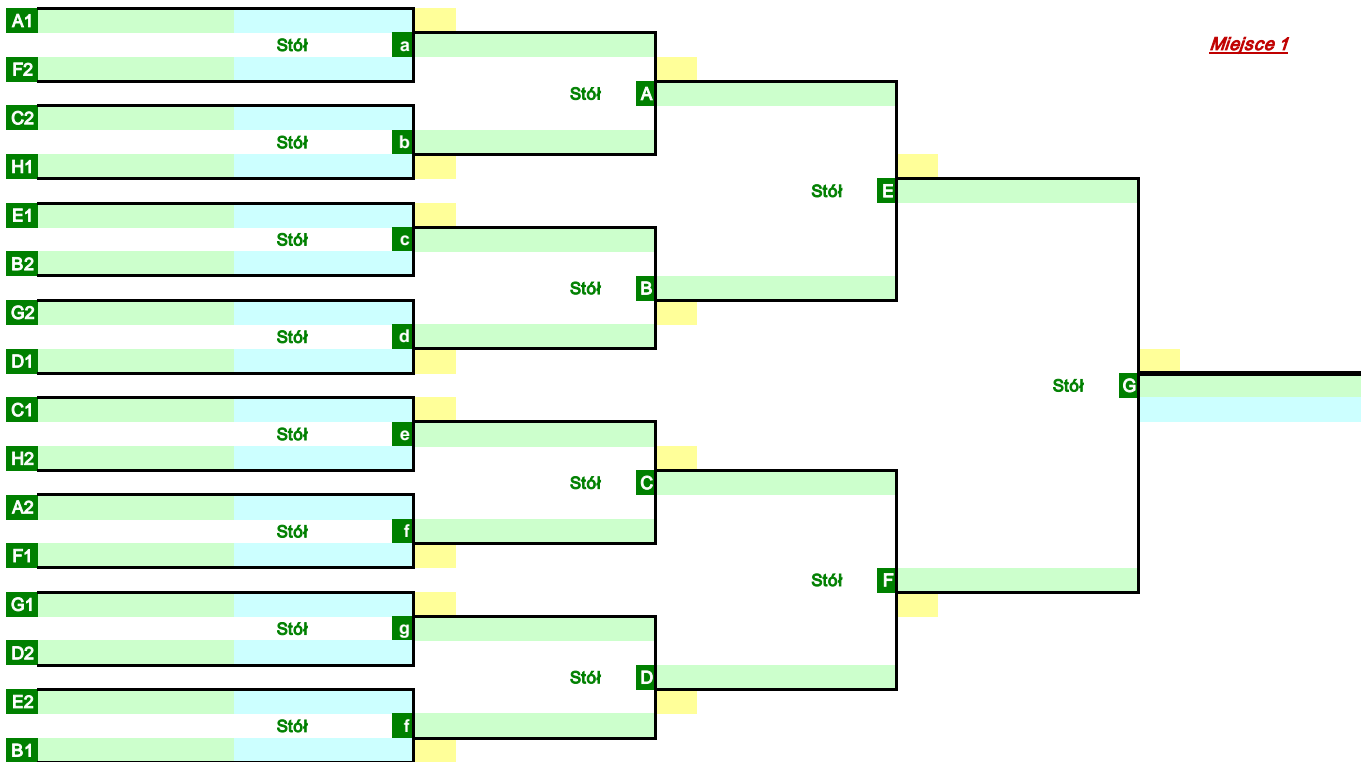 A1
Miejsce 1
Stół a
F2
Stół A
C2
Stół b
H1
Stół E
E1
Stół c
B2
Stół B
G2
Stół d
D1
Stół G
C1
Stół e
H2
Stół C
A2
Stół f
F1
Stół F
G1
Stół g
D2
Stół D
E2
Stół f
B1